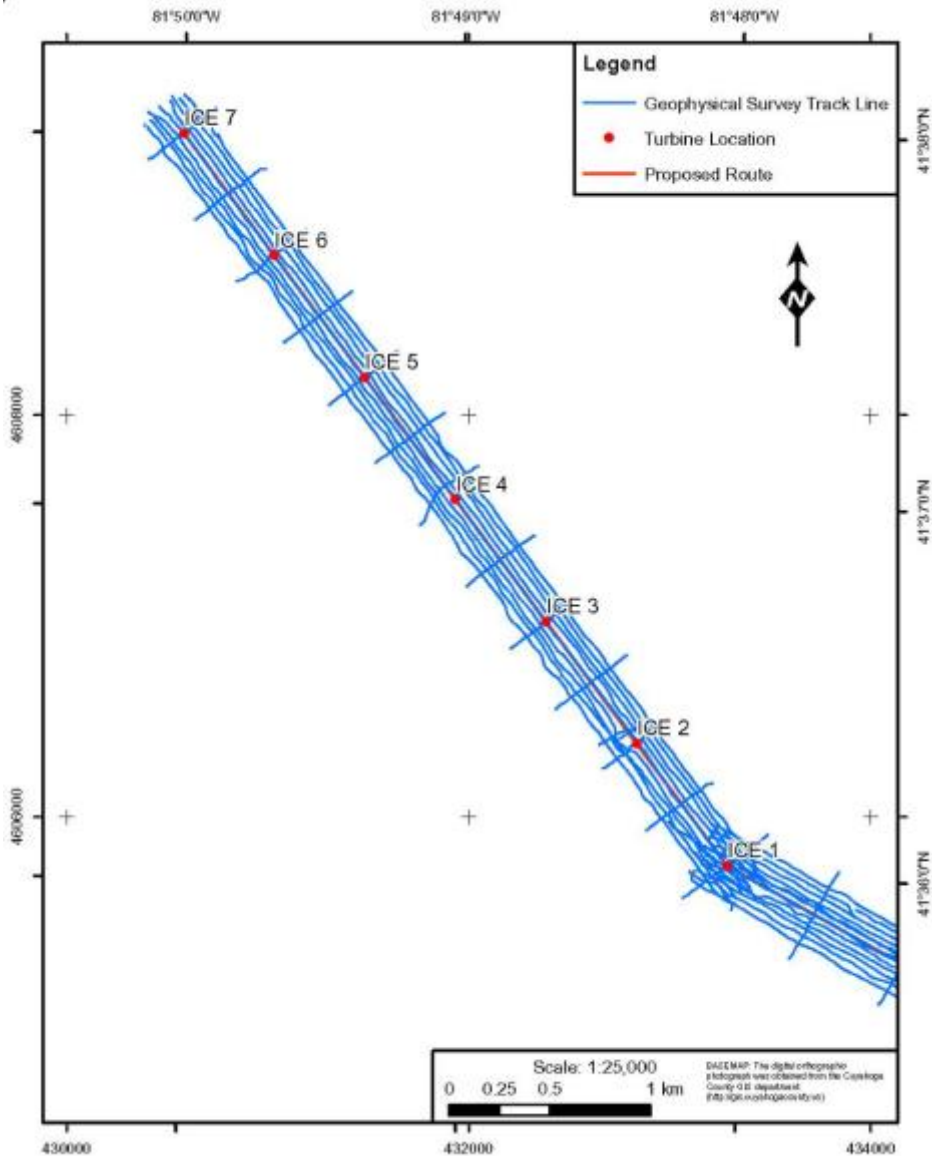 81°50'0"W
81°49'0"W
81°48'0"W
Legend
Geophysical Survey Track Line
Turbine Location
Proposed Route
ICE 7
41°38'0"N
ICE 6
N
ICE 5
4608000
ICE 4
41°37'0"N
ICE 3
ICE 2
4606000
ICE 1
41°36'0"N
Scale: 1:25,000
0 0.25 0.5 1 km
BASEMAP: The digital orthographic
photograph was obtained from the Cuyahoga
County GIS department
430000
432000
434000